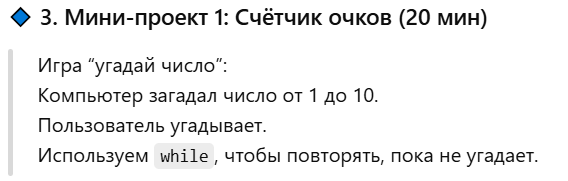 3. Мини-проект 1: Счётчик очков (20 мин)
Игра “угадай число”:
Компьютер загадал число от 1 до 10.
Пользователь угадывает.
Используем while, чтобы повторять, пока не угадает.